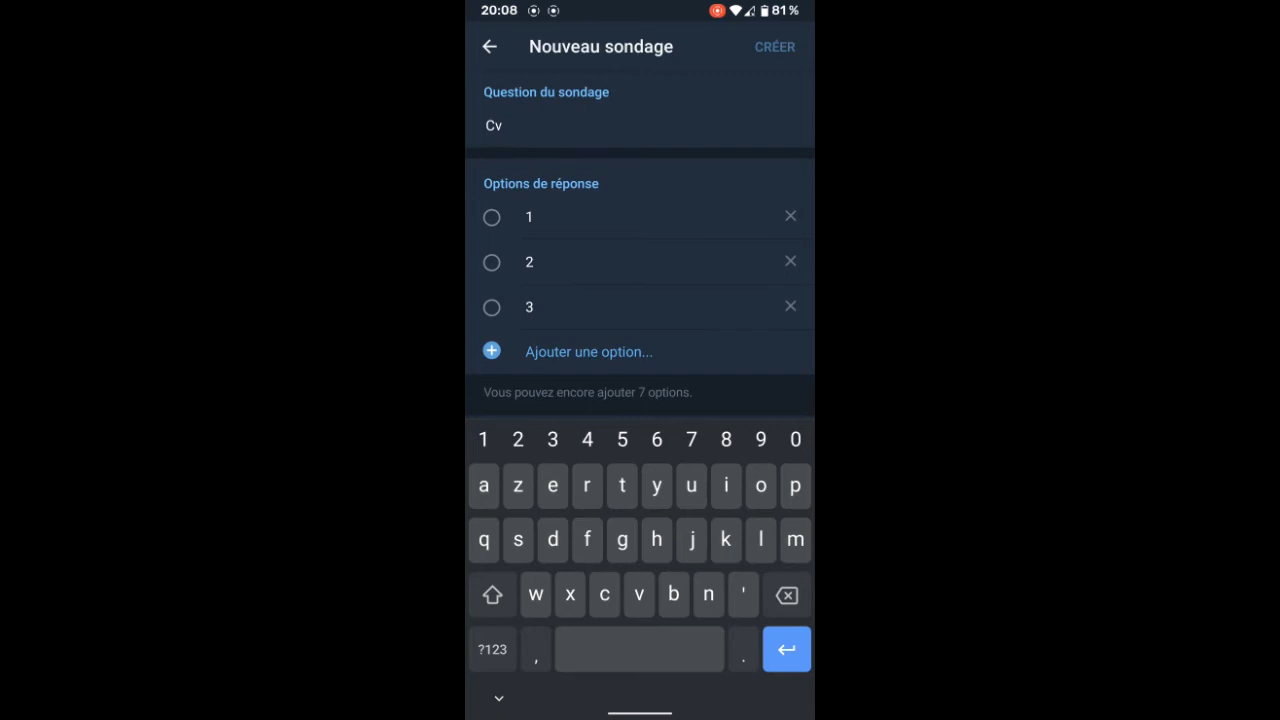 20:08 81%
Nouveau sondage CRÉER
Question du sondage
Cv
Options de réponse
1
2
3
Ajouter une option...
Vous pouvez encore ajouter 7 options.
1 2 3 4 5 6 7 8 9 0
a z e r t y u i o p
q s d f g h j k l m
w x c v b n '
?123 , .